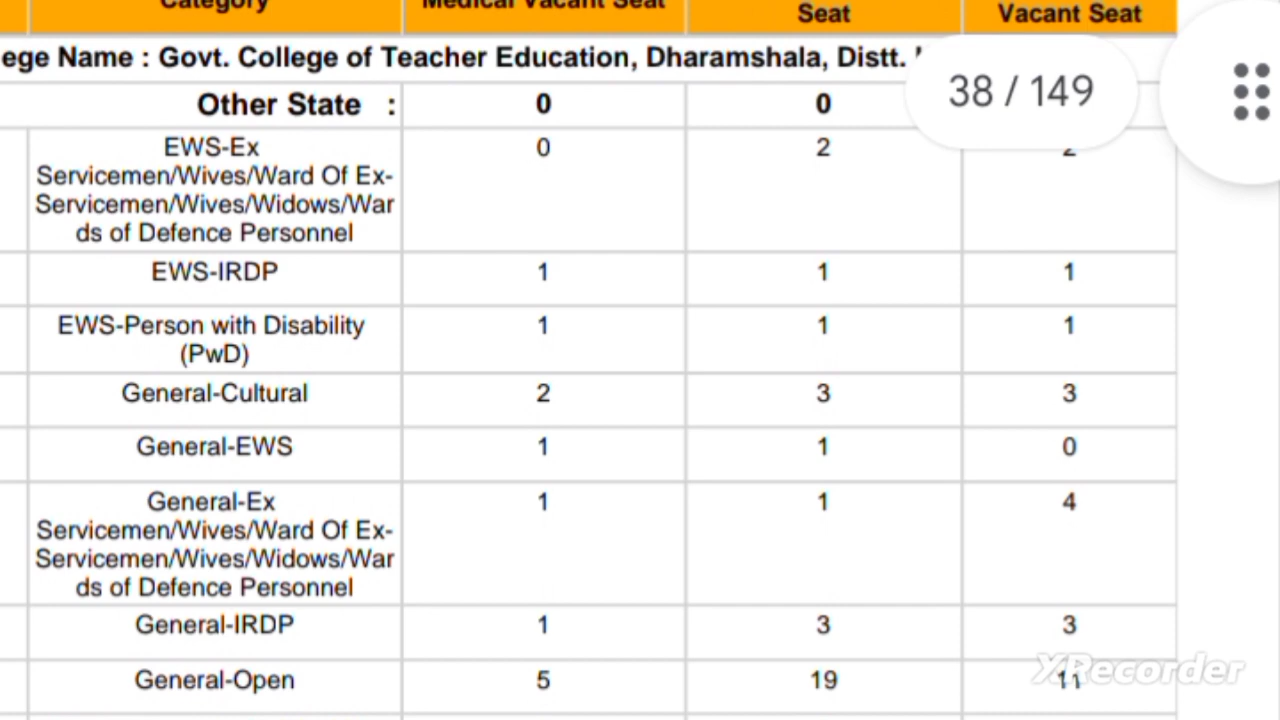 Category Medical Vacant Seat Seat Vacant Seat
ege Name : Govt. College of Teacher Education, Dharamshala, Distt.
38 / 149
Other State : 0 0
EWS-Ex 0 2 2
Servicemen/Wives/Ward Of Ex-
Servicemen/Wives/Widows/War
ds of Defence Personnel
EWS-IRDP 1 1 1
EWS-Person with Disability 1 1 1
(PwD)
General-Cultural 2 3 3
General-EWS 1 1 0
General-Ex 1 1 4
Servicemen/Wives/Ward Of Ex-
Servicemen/Wives/Widows/War
ds of Defence Personnel
General-IRDP 1 3 3
General-Open 5 19 11
XRecorder